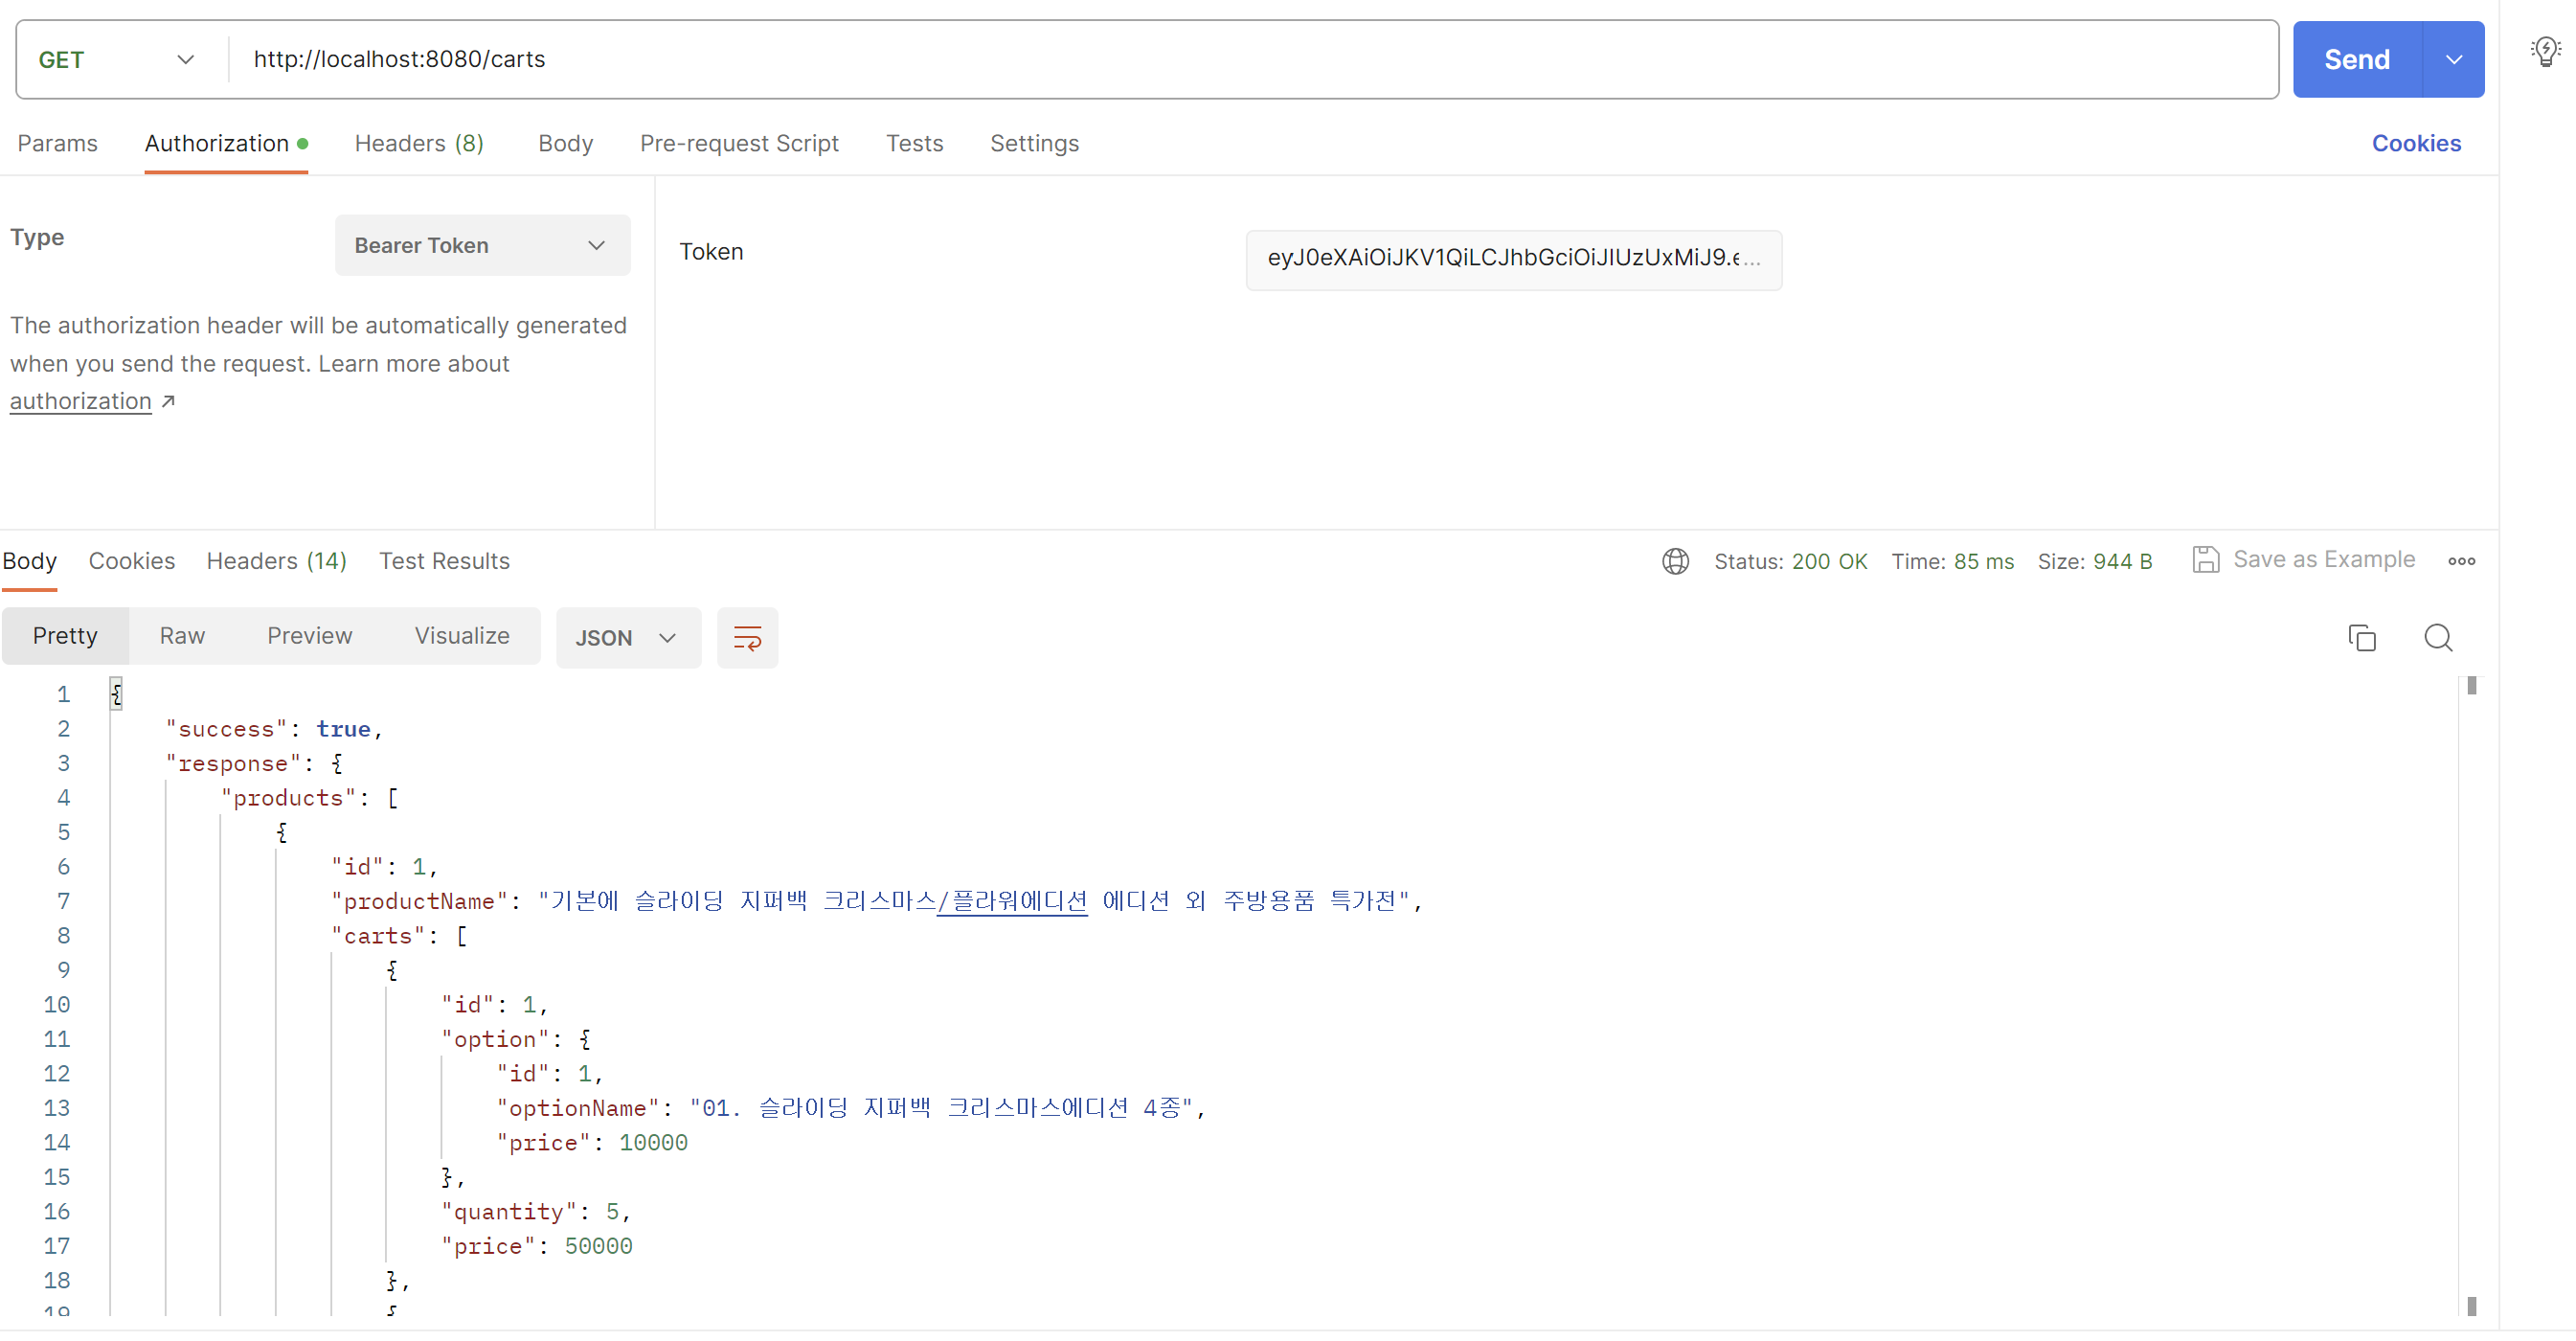 GET http://localhost:8080/carts Send
Params Authorization Headers (8) Body Pre-request Script Tests Settings Cookies
Type Bearer Token
The authorization header will be automatically generated
when you send the request. Learn more about
authorization ↗
Token eyJ0eXAiOiJKV1QiLCJhbGciOiJIUzUxMiJ9.e...
Body Cookies Headers (14) Test Results Status: 200 OK Time: 85 ms Size: 944 B Save as Example
Pretty Raw Preview Visualize JSON
1 {
2 "success": true,
3 "response": {
4 "products": [
5 {
6 "id": 1,
7 "productName": "기본에 슬라이딩 지퍼백 크리스마스/플라워에디션 에디션 외 주방용품 특가전",
8 "carts": [
9 {
10 "id": 1,
11 "option": {
12 "id": 1,
13 "optionName": "01. 슬라이딩 지퍼백 크리스마스에디션 4종",
14 "price": 10000
15 },
16 "quantity": 5,
17 "price": 50000
18 },
19 {